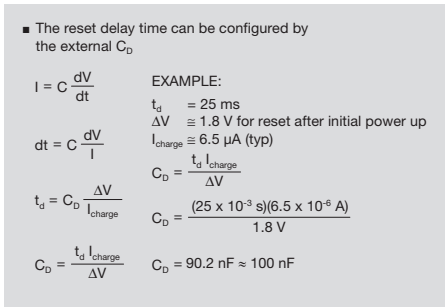 ■ The reset delay time can be configured by
the external C_D
I = C dV/dt
dt = C dV/I
t_d = C_D ΔV/I_charge
C_D = t_d I_charge/ΔV
EXAMPLE:
t_d = 25 ms
ΔV ≅ 1.8 V for reset after initial power up
I_charge ≅ 6.5 µA (typ)
C_D = t_d I_charge/ΔV
C_D = (25 x 10⁻³ s)(6.5 x 10⁻⁶ A)/1.8 V
C_D = 90.2 nF ≈ 100 nF